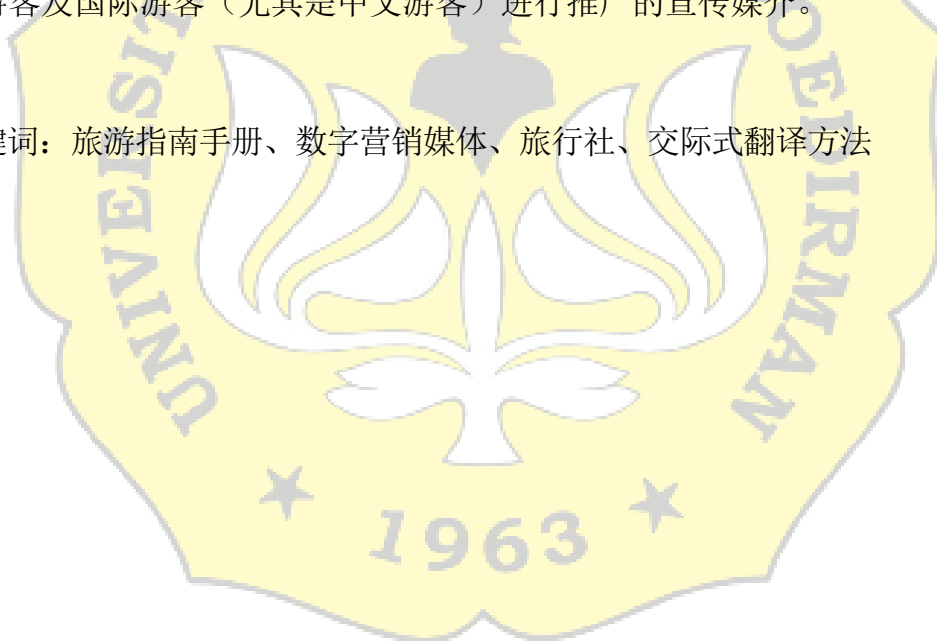 游客及国际游客（尤其是中文游客）进行推广的宣传媒介。
键词：旅游指南手册、数字营销媒体、旅行社、交际式翻译方法
UNIVERSIT
OEDIRMAN
1963